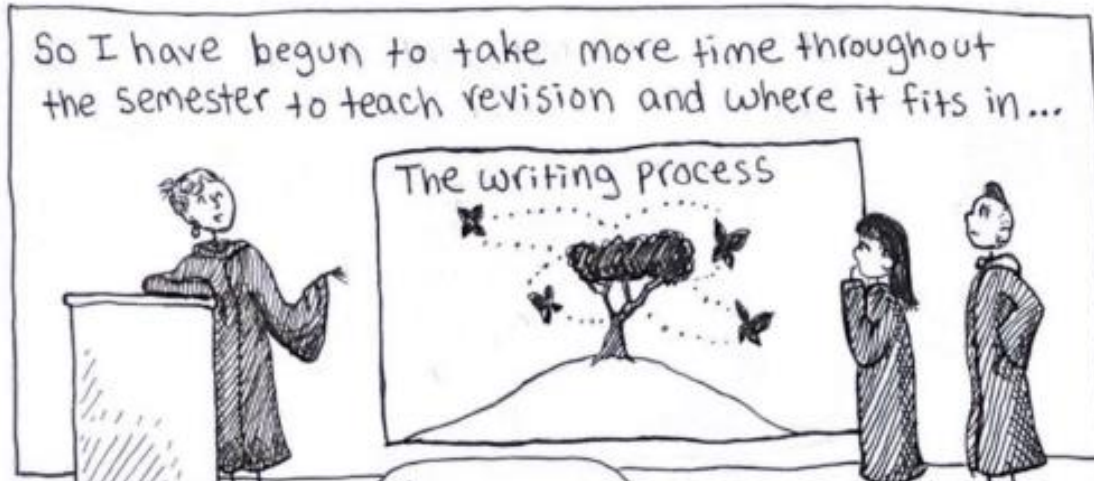 So I have begun to take more time throughout
the semester to teach revision and where it fits in...
The writing process